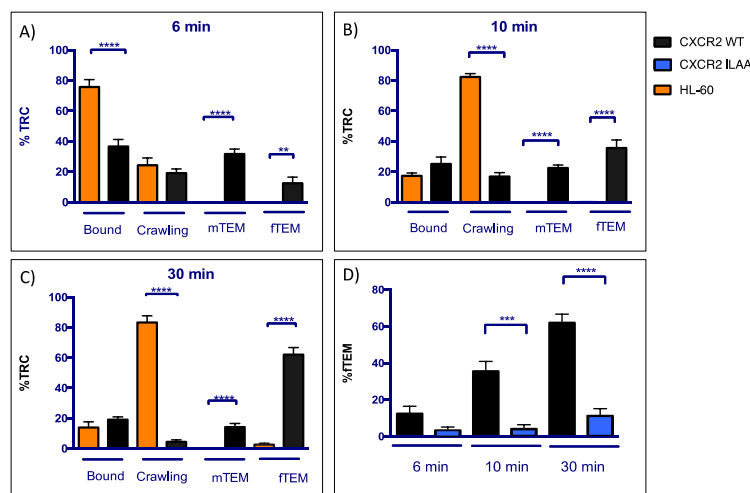 A)
6 min
% TRC
100
80
60
40
20
0
****
****
**
Bound
Crawling
mTEM
fTEM
B)
10 min
%TRC
100
80
60
40
20
0
****
****
****
Bound
Crawling
mTEM
fTEM
CXCR2 WT
CXCR2 ILAA
HL-60
C)
30 min
%TRC
100
80
60
40
20
0
****
****
****
Bound
Crawling
mTEM
fTEM
D)
%fTEM
80
60
40
20
0
***
****
6 min
10 min
30 min